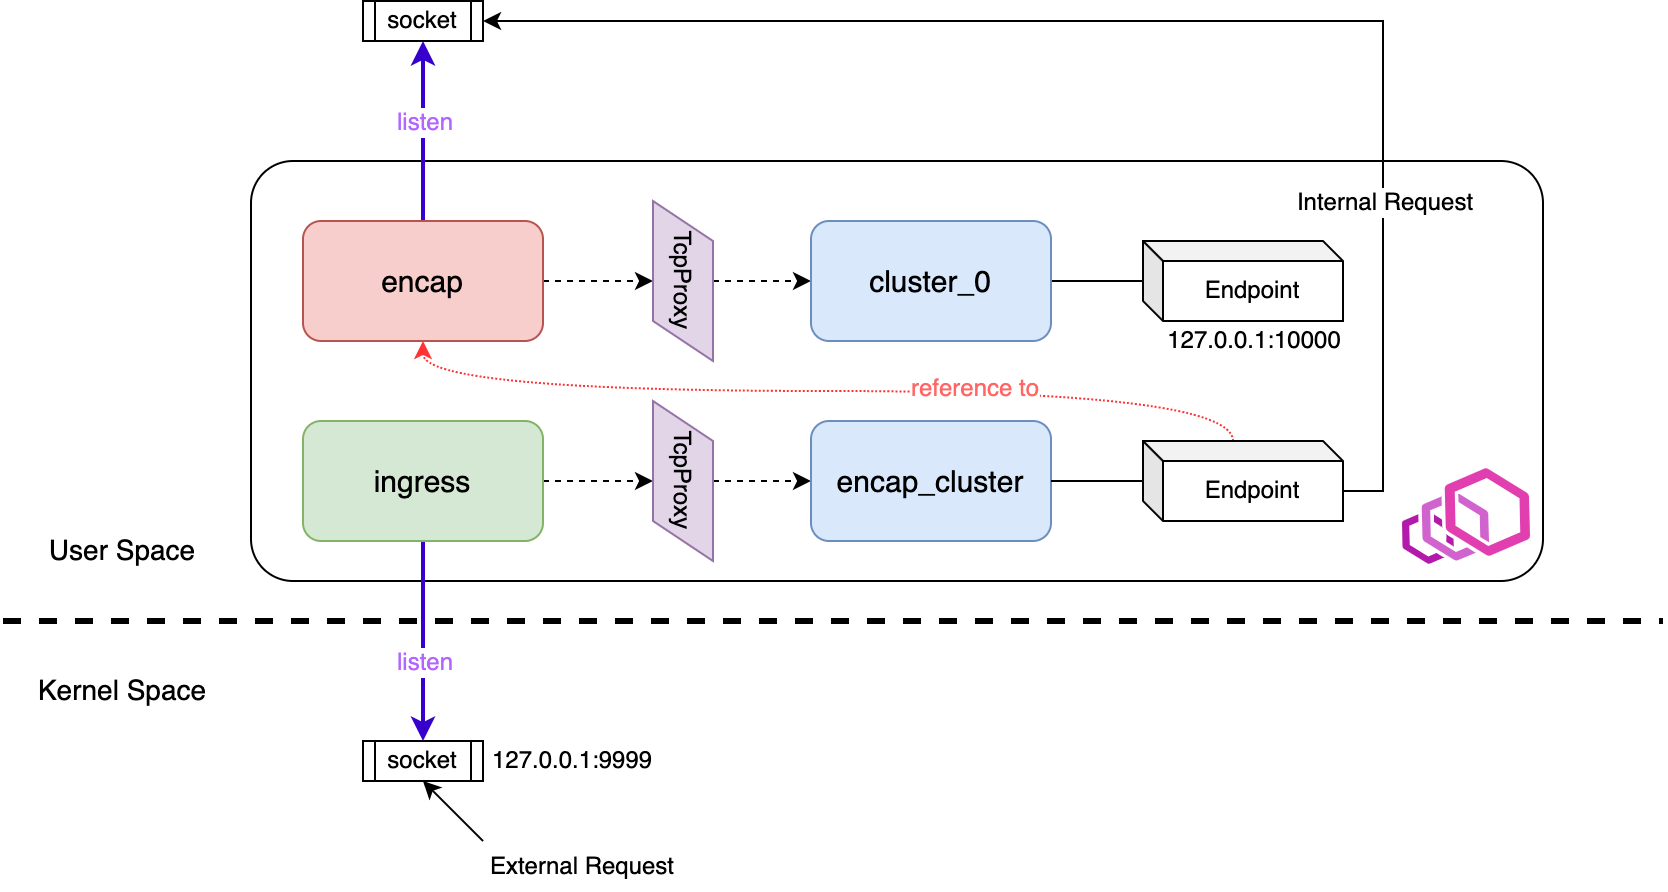 socket
listen
Internal Request
encap
TcpProxy
cluster_0
Endpoint
127.0.0.1:10000
reference to
ingress
TcpProxy
encap_cluster
Endpoint
User Space
listen
Kernel Space
socket
127.0.0.1:9999
External Request